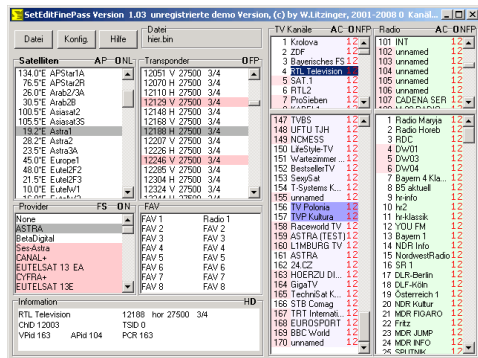 SetEditFinePass Version 1.03 unregistrierte demo Version, (c) by W.Litzinger, 2001-2008 0 Kanäl...
Datei
Konfig.
Hilfe
Datei
hier.bin
Satelliten AP ONL
134.0°E APStar1A
76.5°E APStar2R
26.0°E Arab2/3A
30.5°E Arab2B
100.5°E Asiasat2
105.5°E Asiasat3S
19.2°E Astra1
28.2°E Astra2
23.5°E Astra3A
45.0°E Europe1
48.0°E Eutel2F2
21.5°E Eutel2F3
10.0°E EutelW1
Transponder OFP
12051 V 27500 3/4
12070 H 27500 3/4
12110 H 27500 3/4
12129 V 27500 3/4
12148 H 27500 3/4
12168 V 27500 3/4
12188 H 27500 3/4
12207 V 27500 3/4
12226 H 27500 3/4
12246 V 27500 3/4
12285 V 27500 3/4
12304 H 27500 3/4
12324 V 27500 3/4
12344 H 27500 3/4
Provider FS ON
None
ASTRA
BetaDigital
Ses-Astra
CANAL+
EUTELSAT 13 EA
CYFRA+
EUTELSAT 13E
FAV
FAV 1 Radio 1
FAV 2 FAV 2
FAV 3 FAV 3
FAV 4 FAV 4
FAV 5 FAV 5
FAV 6 FAV 6
FAV 7 FAV 7
FAV 8 FAV 8
Information HD
RTL Television 12188 hor 27500 3/4
ChID 12003 TSID 0
VPid 163 APid 104 PCR 163
TV Kanäle AC ONFP
1 Krolova 12
2 ZDF 12
3 Bayerisches FS 12
4 RTL Television 12
5 SAT.1 12
6 RTL2 12
7 ProSieben 12
147 TVBS 12
148 UFTU TJH 12
149 NCMESS 12
150 LifeStyle-TV 12
151 Wartezimmer ... 12
152 BestsellerTV 12
153 SexySat 12
154 T-Systems K... 12
155 unnamed 12
156 TV Polonia 12
157 TVP Kultura 12
158 Raceworld TV 12
159 ASTRA (TEST) 12
160 L1MBURG TV 12
161 ASTRA 12
162 24.CZ 12
163 HOERZU DI... 12
164 GigaTV 12
165 TechniSat K... 12
166 STB Comag 12
167 TRT Internati... 12
168 EUROSPORT 12
169 BBC World 12
170 unnamed 12
Radio AC ONFP
101 INT 12
102 unnamed 12
103 unnamed 12
104 unnamed 12
105 unnamed 12
106 unnamed 12
107 CADENA SER 12
1 Radio Maryja 12
2 Radio Horeb 12
3 RDC 12
4 DW01 12
5 DW03 12
6 DW04 12
7 Bayern 4 Kla... 12
8 B5 aktuell 12
9 hr-info 12
10 hr2 12
11 hr-klassik 12
12 YOU FM 12
13 Bayern 1 12
14 NDR Info 12
15 NordwestRadio 12
16 SR 1 12
17 DLR-Berlin 12
18 DLF-Köln 12
19 Österreich 1 12
20 NDR Kultur 12
21 MDR FIGARO 12
22 Fritz 12
23 MDR JUMP 12
24 MDR INFO 12
25 SPUTNIK 12